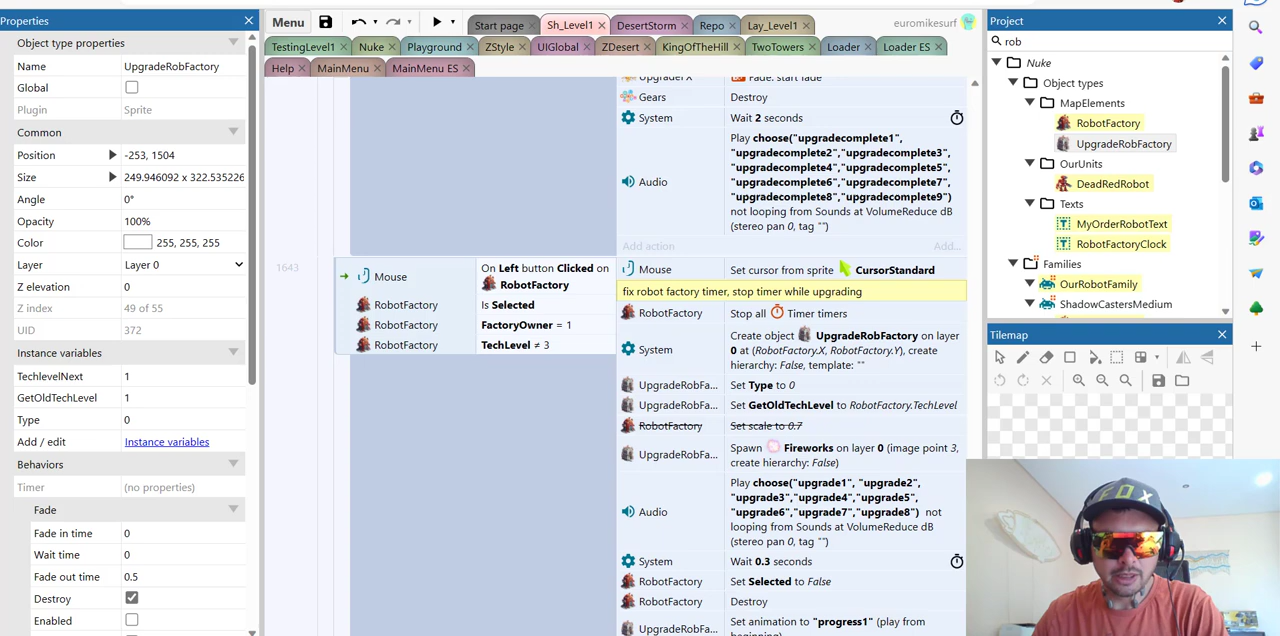 Properties
Object type properties
Name UpgradeRobFactory
Global
Plugin Sprite
Common
Position -253, 1504
Size 249.946092 x 322.535226
Angle 0°
Opacity 100%
Color 255, 255, 255
Layer Layer 0
Z elevation 0
Z index 49 of 55
UID 372
Instance variables
TechlevelNext 1
GetOldTechLevel 1
Type 0
Add / edit Instance variables
Behaviors
Timer (no properties)
Fade
Fade in time 0
Wait time 0
Fade out time 0.5
Destroy
Enabled
Menu
Start page Sh_Level1 DesertStorm Repo Lay_Level1
euromikesurf
TestingLevel1 Nuke Playground ZStyle UIGlobal ZDesert KingOfTheHill TwoTowers Loader Loader ES
Help MainMenu MainMenu ES
Gears Destroy
System Wait 2 seconds
Audio
Play choose("upgradecomplete1",
"upgradecomplete2","upgradecomplete3",
"upgradecomplete4","upgradecomplete5",
"upgradecomplete6","upgradecomplete7",
"upgradecomplete8","upgradecomplete9")
not looping from Sounds at VolumeReduce dB
(stereo pan 0, tag "")
Add action Add...
1643
Mouse On Left button Clicked on
RobotFactory
RobotFactory Is Selected
RobotFactory FactoryOwner = 1
RobotFactory TechLevel ≠ 3
Mouse Set cursor from sprite CursorStandard
fix robot factory timer, stop timer while upgrading
RobotFactory Stop all Timer timers
System
Create object UpgradeRobFactory on layer
0 at (RobotFactory.X, RobotFactory.Y), create
hierarchy: False, template: ""
UpgradeRobFa... Set Type to 0
UpgradeRobFa... Set GetOldTechLevel to RobotFactory.TechLevel
RobotFactory Set scale to 0.7
UpgradeRobFa... Spawn Fireworks on layer 0 (image point 3,
create hierarchy: False)
Audio
Play choose("upgrade1", "upgrade2",
"upgrade3","upgrade4","upgrade5",
"upgrade6","upgrade7","upgrade8") not
looping from Sounds at VolumeReduce dB
(stereo pan 0, tag "")
System Wait 0.3 seconds
RobotFactory Set Selected to False
RobotFactory Destroy
UpgradeRobFa... Set animation to "progress1" (play from
beginning)
Project
rob
Nuke
Object types
MapElements
RobotFactory
UpgradeRobFactory
OurUnits
DeadRedRobot
Texts
MyOrderRobotText
RobotFactoryClock
Families
OurRobotFamily
ShadowCastersMedium
Tilemap
FOX